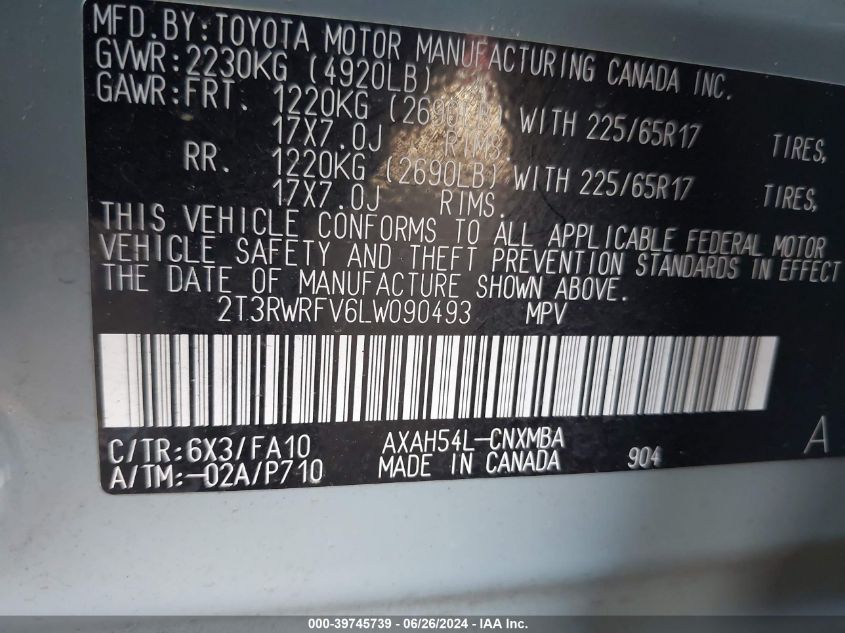 MFD.BY:TOYOTA MOTOR MANUFACTURING CANADA INC.
GVWR:2230KG (4920LB)
GAWR:FRT. 1220KG (2690LB) WITH 225/65R17 TIRES,
17X7.0J RIMS.
RR. 1220KG (2690LB) WITH 225/65R17 TIRES,
17X7.0J RIMS.
THIS VEHICLE CONFORMS TO ALL APPLICABLE FEDERAL MOTOR
VEHICLE SAFETY AND THEFT PREVENTION STANDARDS IN EFFECT
THE DATE OF MANUFACTURE SHOWN ABOVE.
2T3RWRFV6LW090493 MPV
C/TR:6X3/FA10 AXAH54L-CNXMBA A
A/TM:-02A/P710 MADE IN CANADA 904
000-39745739 - 06/26/2024 - IAA Inc.